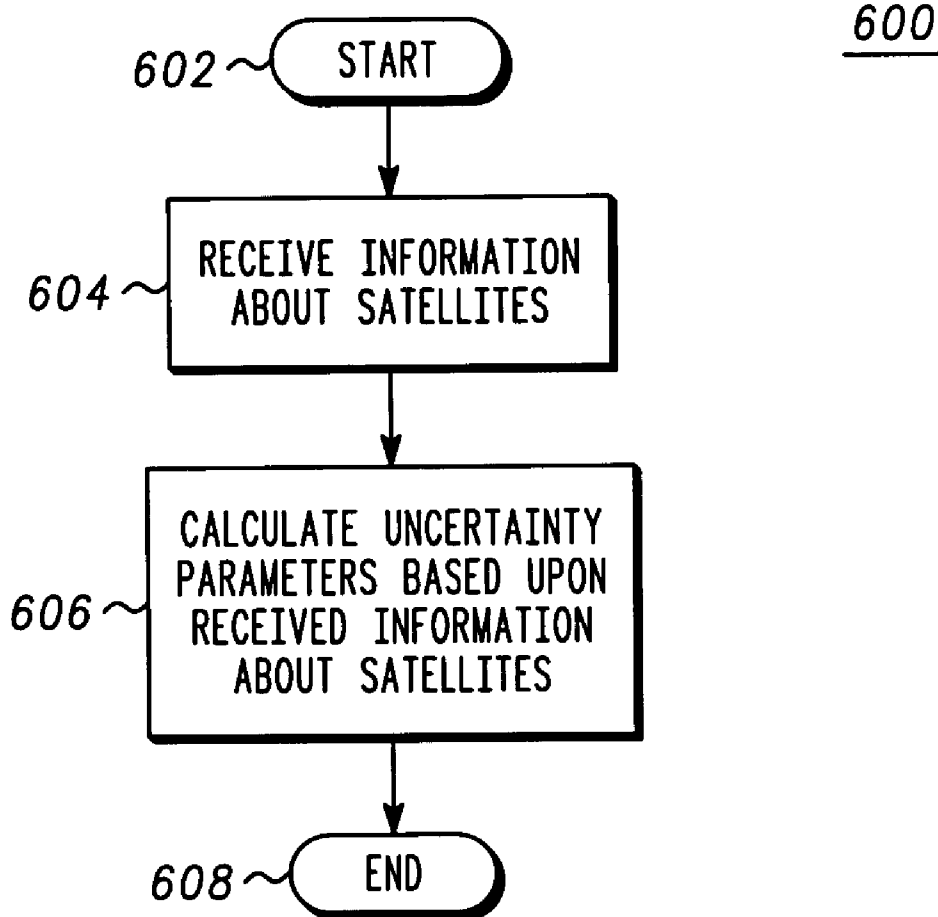 600
602
START
604
RECEIVE INFORMATION
ABOUT SATELLITES
606
CALCULATE UNCERTAINTY
PARAMETERS BASED UPON
RECEIVED INFORMATION
ABOUT SATELLITES
608
END